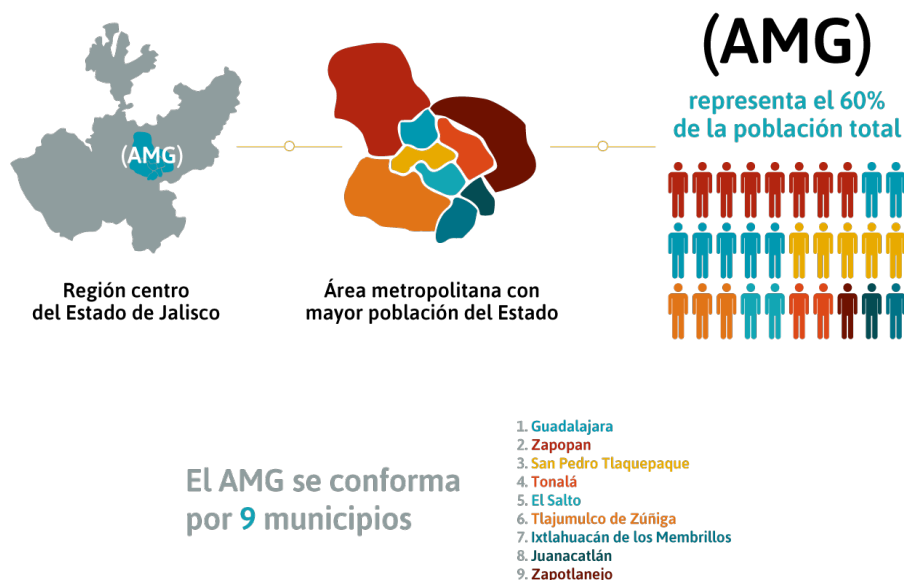 (AMG)
Región centro
del Estado de Jalisco
Área metropolitana con
mayor población del Estado
(AMG)
representa el 60%
de la población total
El AMG se conforma
por 9 municipios
1. Guadalajara
2. Zapopan
3. San Pedro Tlaquepaque
4. Tonalá
5. El Salto
6. Tlajumulco de Zúñiga
7. Ixtlahuacán de los Membrillos
8. Juanacatlán
9. Zapotlanejo